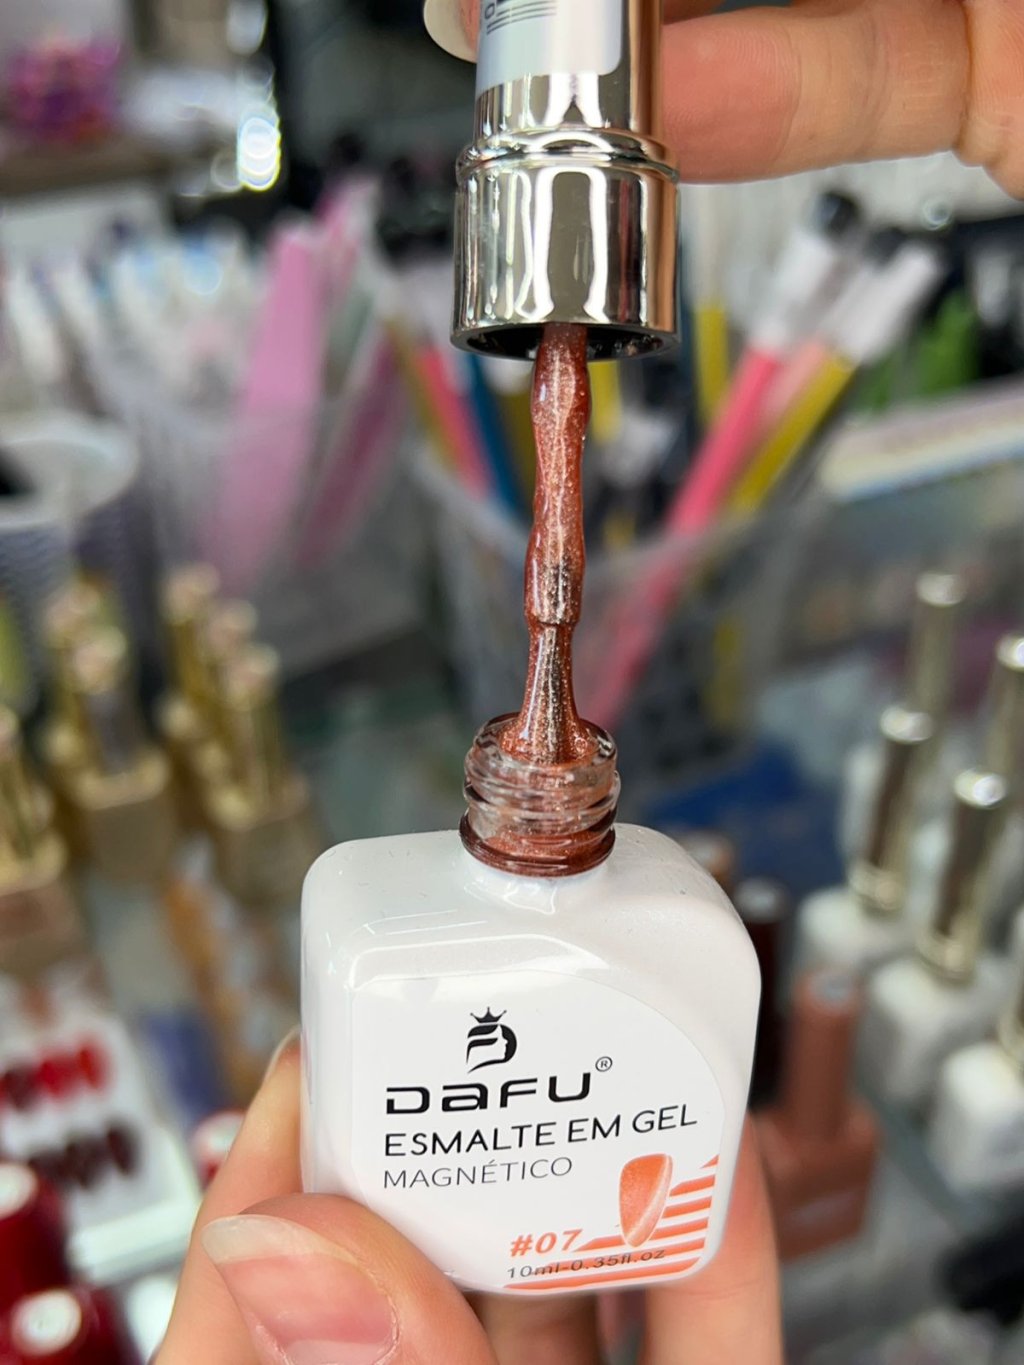 DAFU®
ESMALTE EM GEL
MAGNÉTICO
#07
10ml-0.35fl.oz